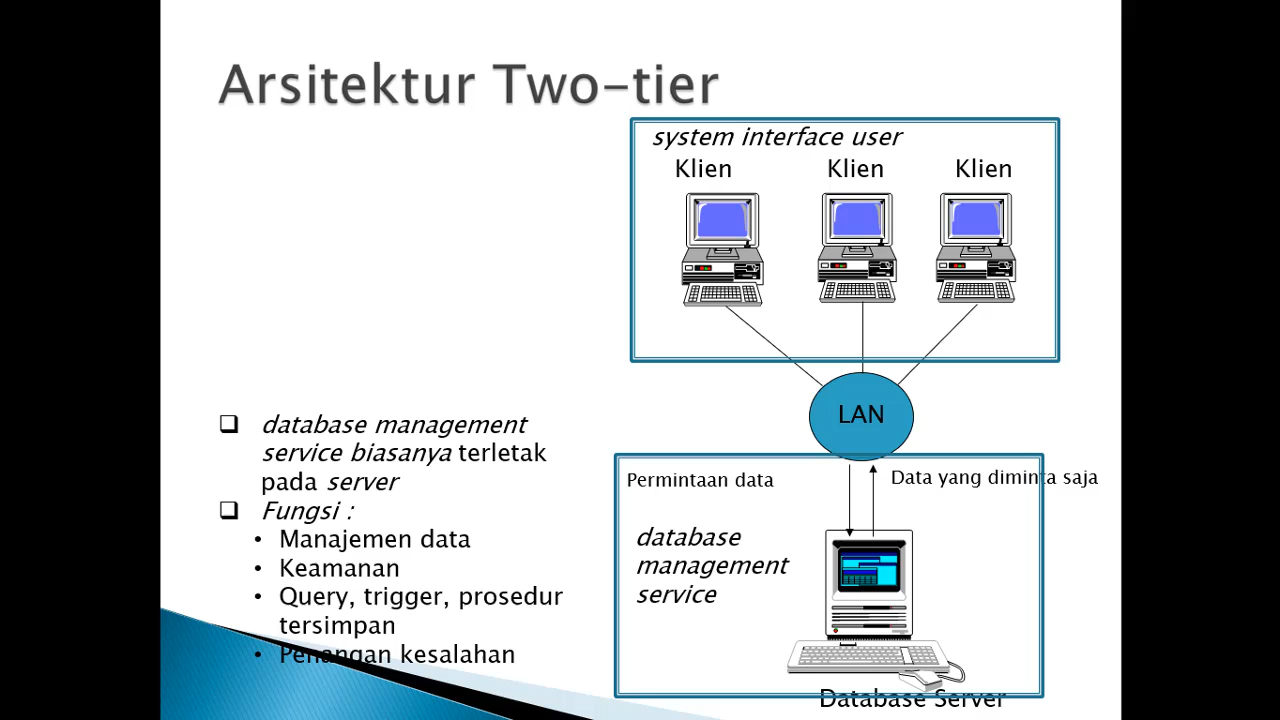 Arsitektur Two-tier
system interface user
Klien Klien Klien
LAN
Permintaan data
Data yang diminta saja
database
management
service
Database Server
database management
service biasanya terletak
pada server
Fungsi :
• Manajemen data
• Keamanan
• Query, trigger, prosedur
tersimpan
• Penangan kesalahan